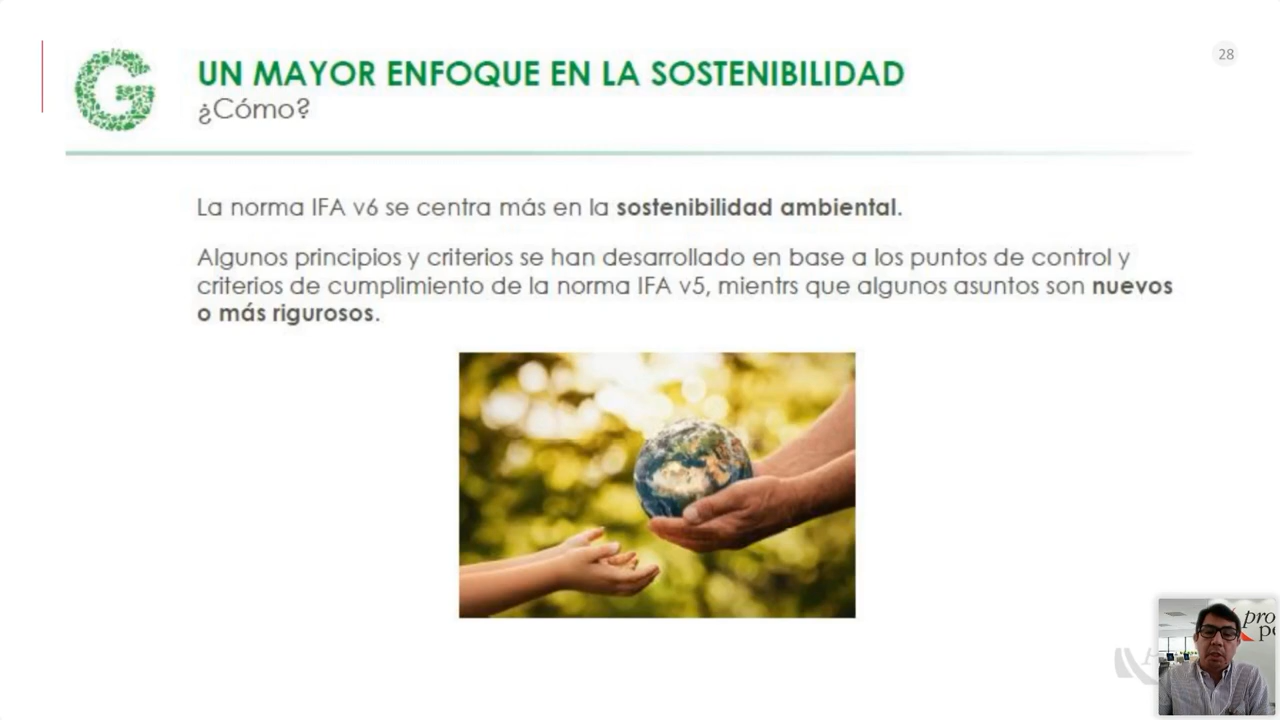 28
UN MAYOR ENFOQUE EN LA SOSTENIBILIDAD
¿Cómo?
La norma IFA v6 se centra más en la sostenibilidad ambiental.
Algunos principios y criterios se han desarrollado en base a los puntos de control y
criterios de cumplimiento de la norma IFA v5, mientrs que algunos asuntos son nuevos
o más rigurosos.
pro